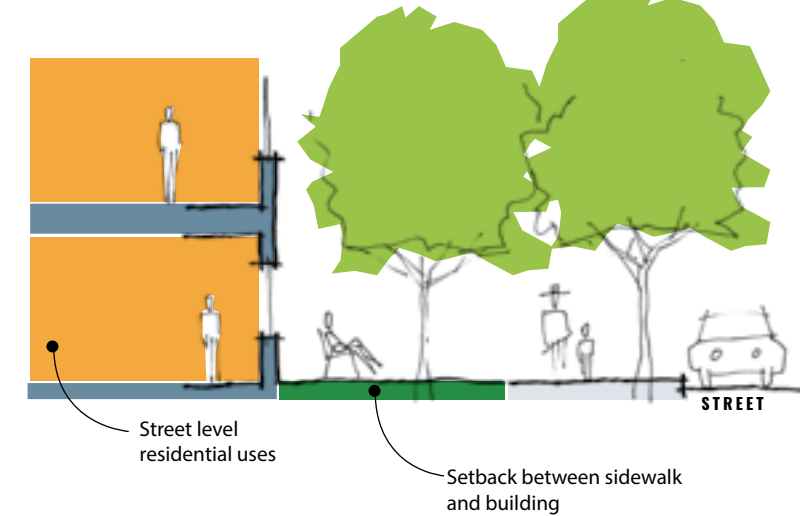 STREET
Street level
residential uses
Setback between sidewalk
and building